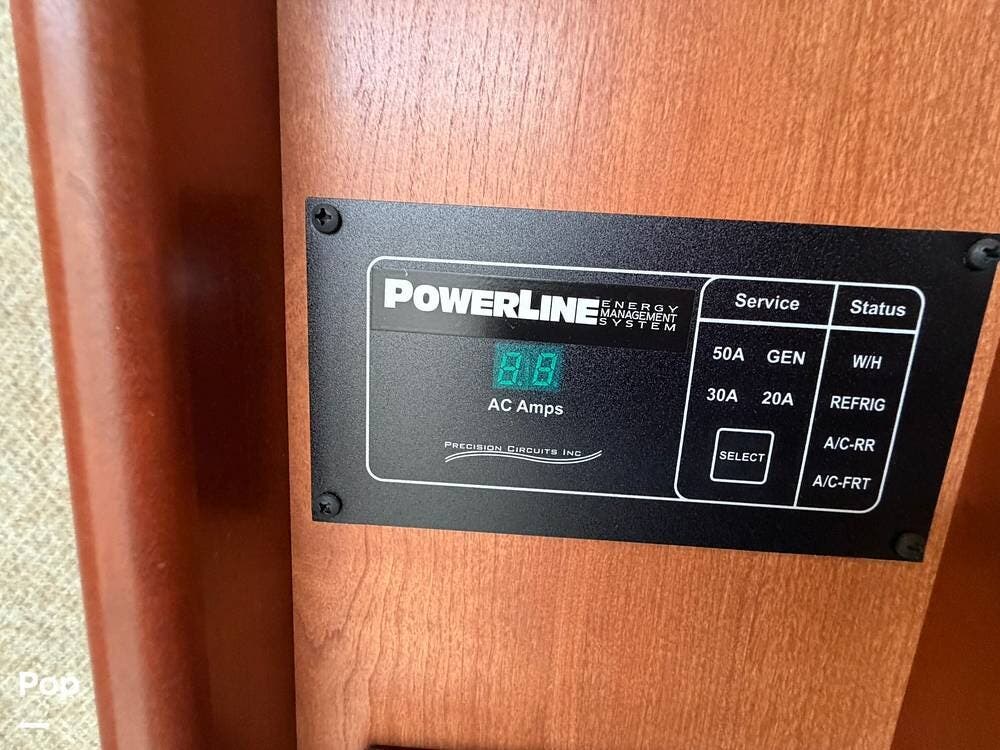 POWERLINE ENERGY MANAGEMENT SYSTEM
AC Amps
PRECISION CIRCUITS INC
Service
50A GEN
30A 20A
SELECT
Status
W/H
REFRIG
A/C-RR
A/C-FRT
Pop